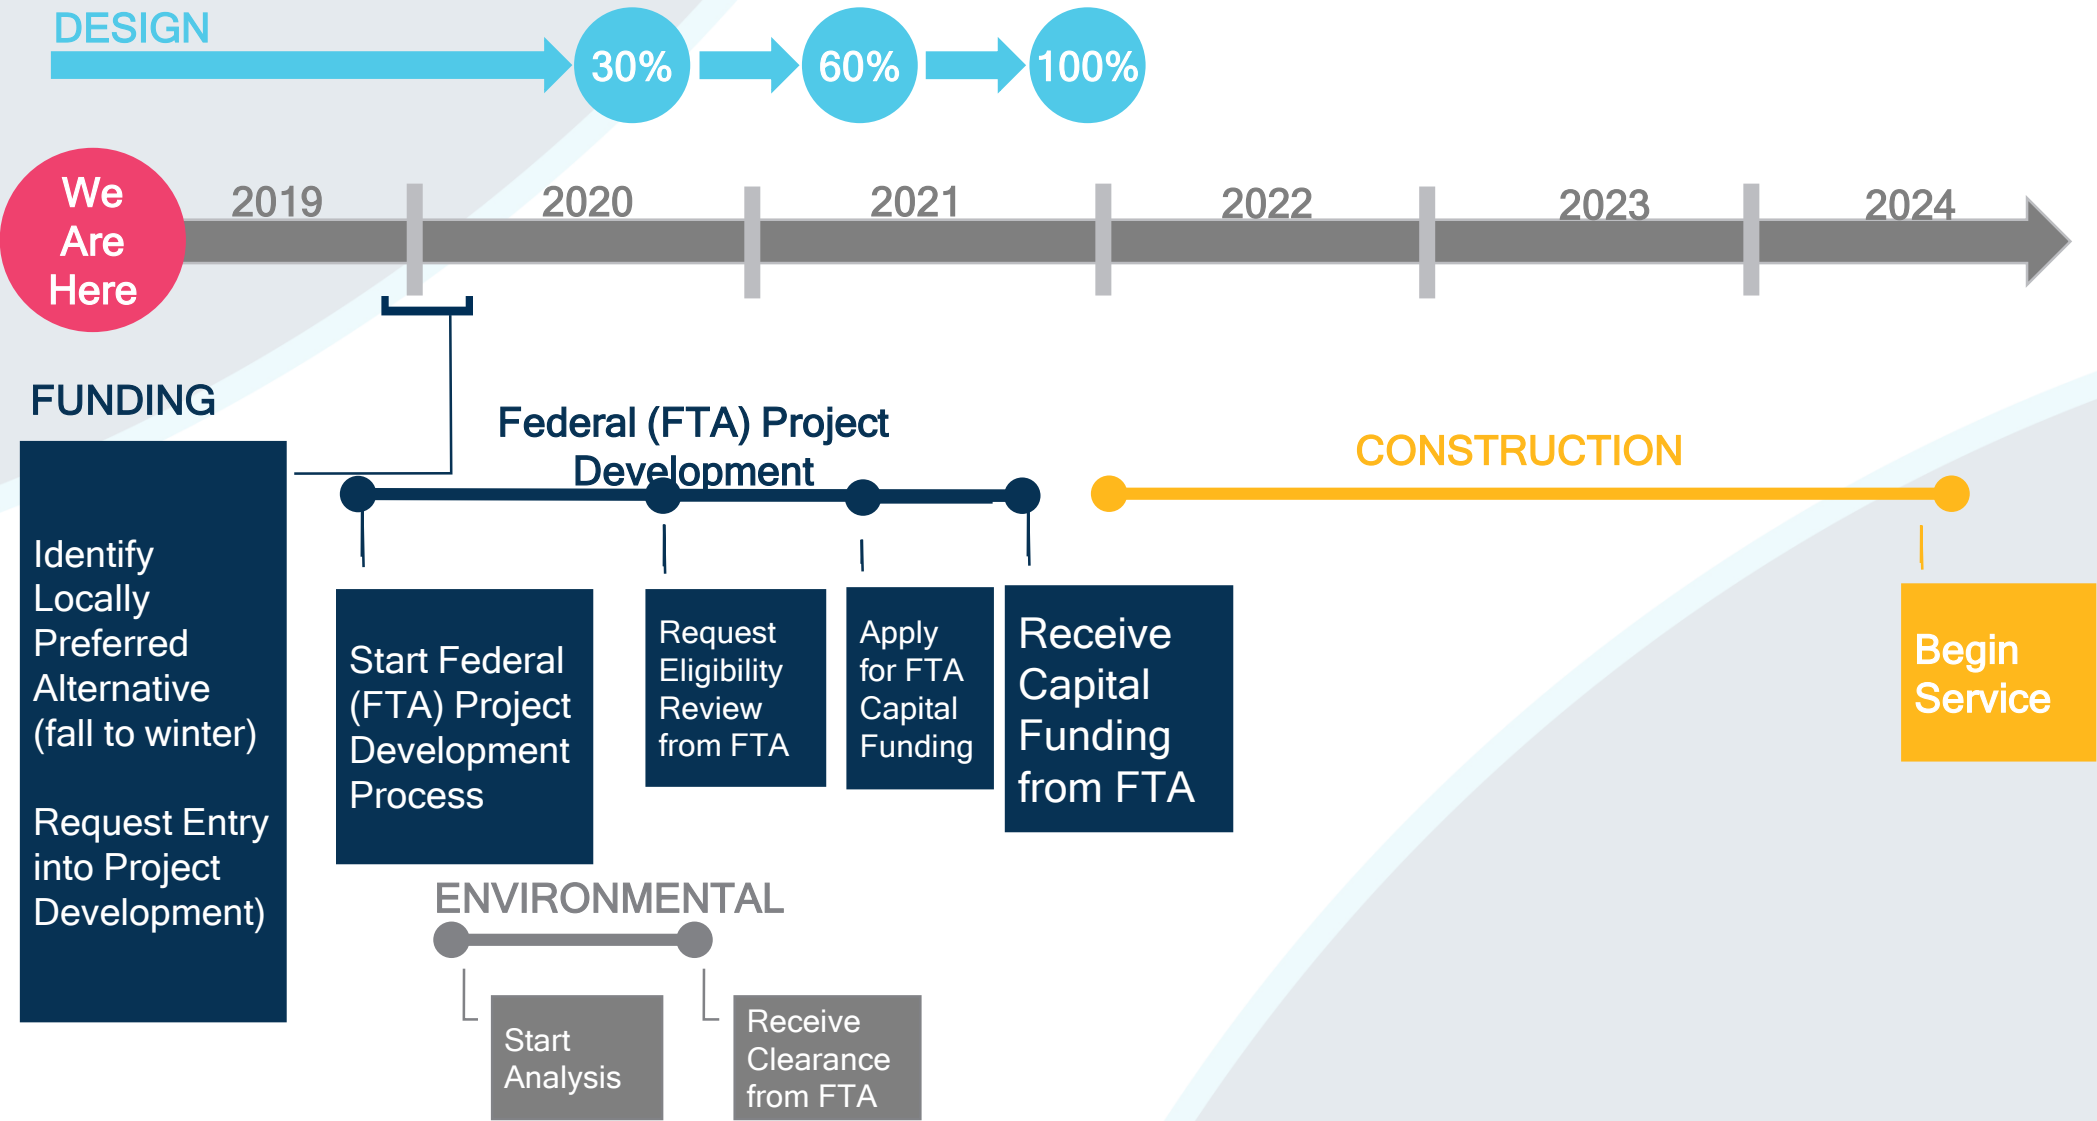 DESIGN
30%
60%
100%
We
Are
Here
2019
2020
2021
2022
2023
2024
FUNDING
Identify
Locally
Preferred
Alternative
(fall to winter)
Request Entry
into Project
Development)
Federal (FTA) Project
Development
Start Federal
(FTA) Project
Development
Process
Request
Eligibility
Review
from FTA
Apply
for FTA
Capital
Funding
Receive
Capital
Funding
from FTA
CONSTRUCTION
Begin
Service
ENVIRONMENTAL
Start
Analysis
Receive
Clearance
from FTA